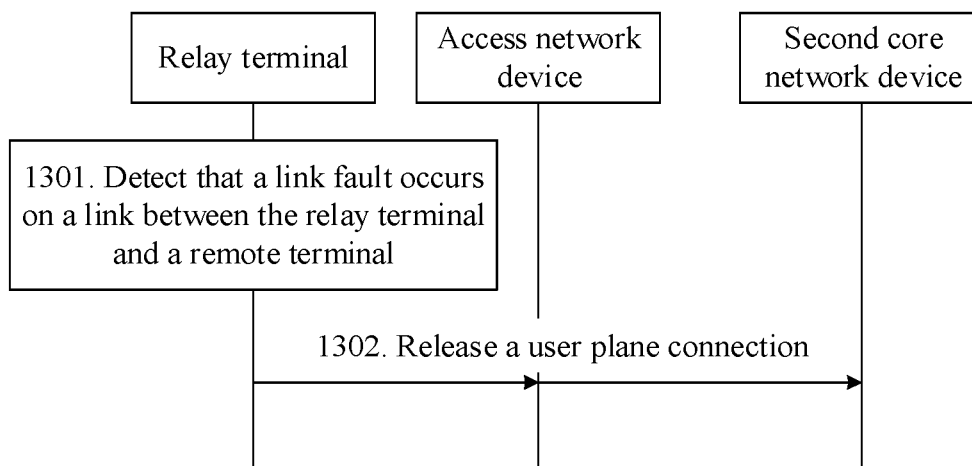 Relay terminal
Access network
device
Second core
network device
1301. Detect that a link fault occurs
on a link between the relay terminal
and a remote terminal
1302. Release a user plane connection